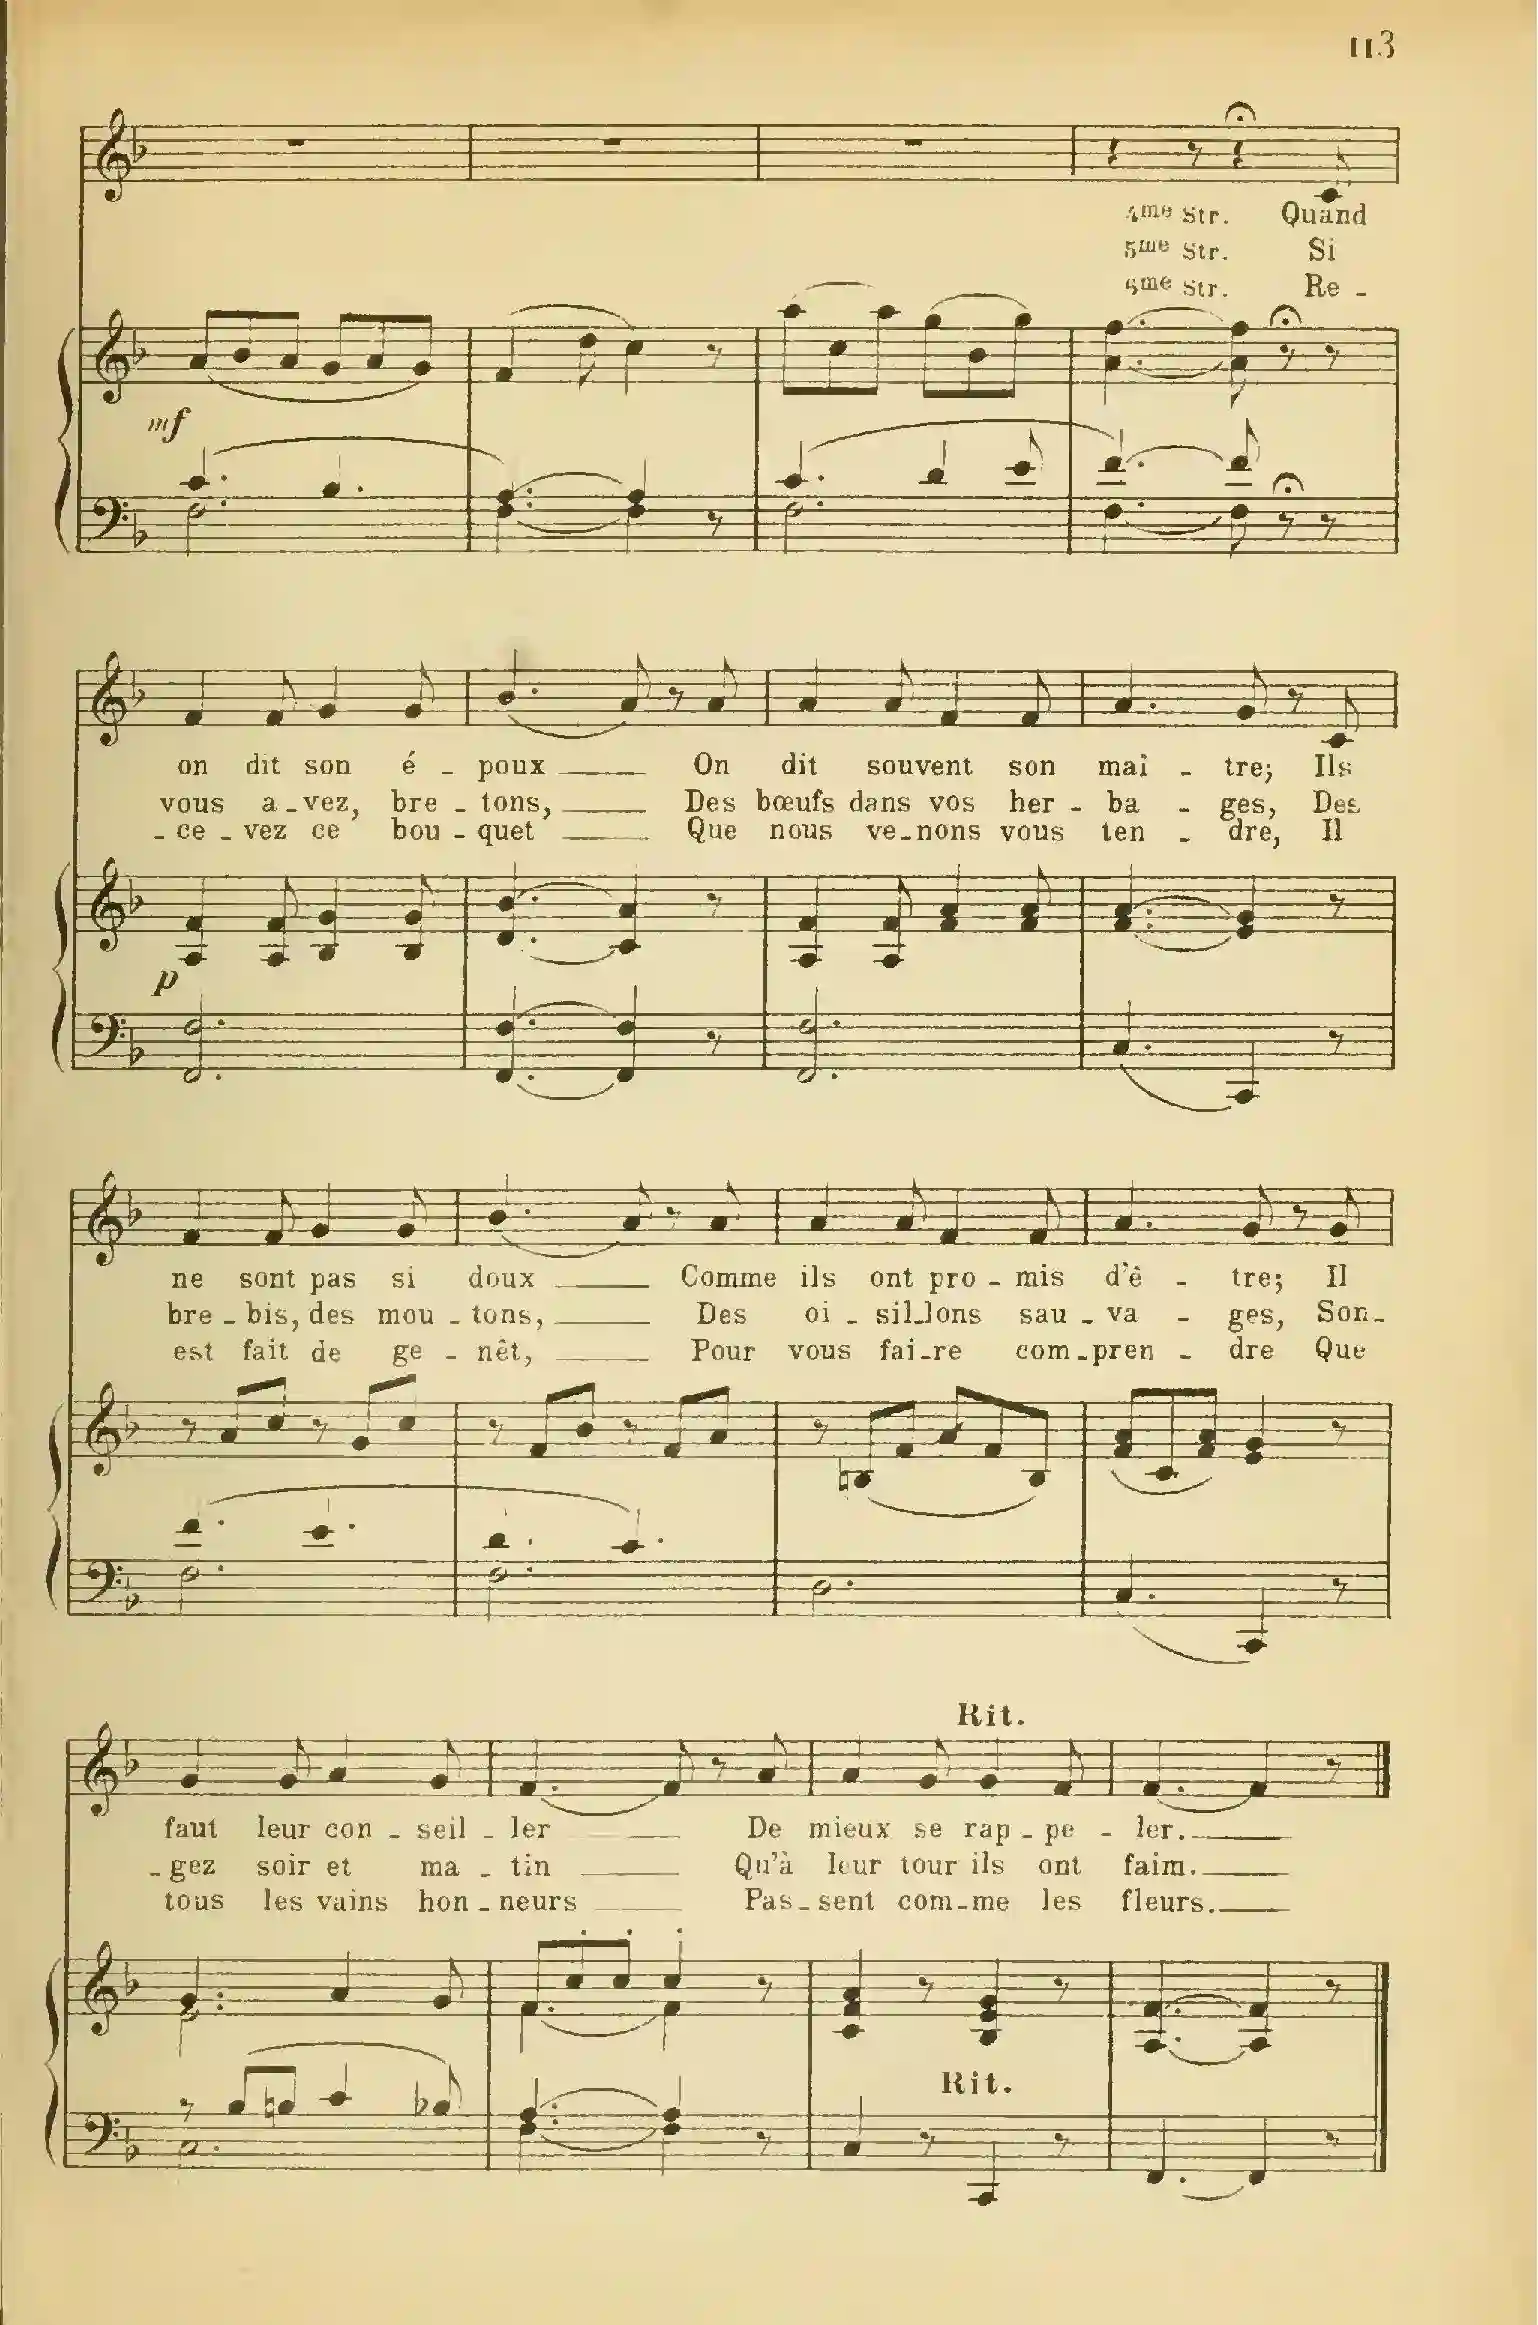 113
4me Str. Quand
5me Str. Si
6me Str. Re -
mf
on dit son é - poux ___ On dit souvent son maî - tre; Ils
vous a - vez, bre - tons, ___ Des bœufs dans vos her - ba - ges, Des
- ce - vez ce bou - quet ___ Que nous ve - nons vous ten - dre, Il
p
ne sont pas si doux ___ Comme ils ont pro - mis d'ê - tre; Il
bre - bis, des mou - tons, ___ Des oi - sil - lons sau - va - ges, Son -
est fait de ge - nêt, ___ Pour vous fai - re com - pren - dre Que
Rit.
faut leur con - seil - ler ___ De mieux se rap - pe - ler. ___
- gez soir et ma - tin ___ Qu'à leur tour ils ont faim. ___
tous les vains hon - neurs ___ Pas - sent com - me les fleurs. ___
Rit.